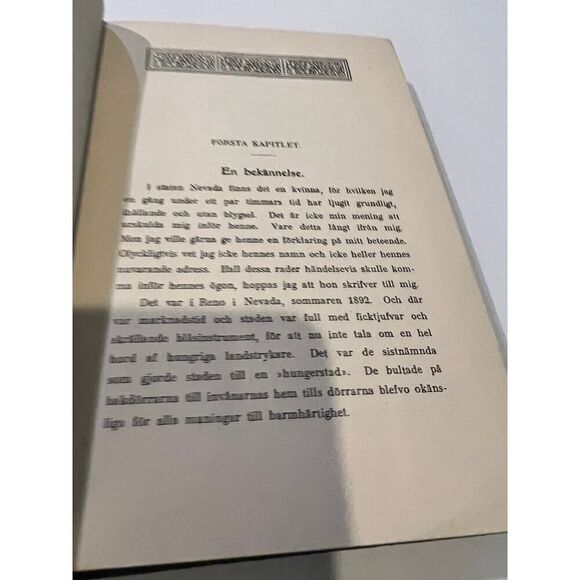 FÖRSTA KAPITLET.
En bekännelse.
I staten Nevada finns det en kvinna, för hvilken jag
en gång under ett par timmars tid har ljugit grundligt,
ihållande och utan blygsel. Det är icke min mening att
urskulda mig inför henne. Vare detta långt ifrån mig.
Men jag ville gärna ge henne en förklaring på mitt beteende.
Olyckligtvis vet jag icke hennes namn och icke heller hennes
nuvarande adress. Ifall dessa rader händelsevis skulle kom-
ma inför hennes ögon, hoppas jag att hon skrifver till mig.
Det var i Reno i Nevada, sommaren 1892. Och där
var marknadstid och staden var full med ficktjufvar och
skrällande blåsinstrument, för att nu inte tala om en hel
hord af hungriga landstrykare. Det var de sistnämnda
som gjorde staden till en »hungerstad». De bultade på
bakdörrarna till invånarnas hem tills dörrarna blefvo okäns-
liga för alla maningar till barmhärtighet.